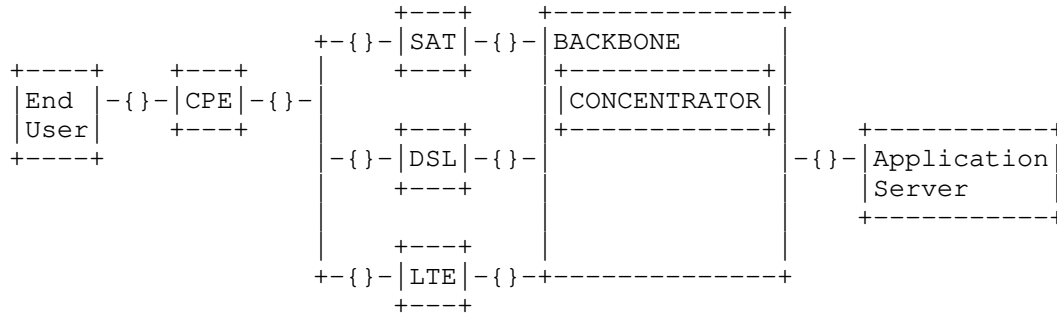 +----+ +--------------+
+-{}-|SAT|-{}-|BACKBONE |
+----+ +---+ | +---+ |+------------+|
|End |-{}-|CPE|-{}-| ||CONCENTRATOR||
|User| +---+ | +---+ |+------------+| +-----------+
+----+ |-{}-|DSL|-{}-| |-{}-|Application|
| +---+ | | |Server |
| | | +-----------+
| +---+ | |
+-{}-|LTE|-{}-+--------------+
+---+